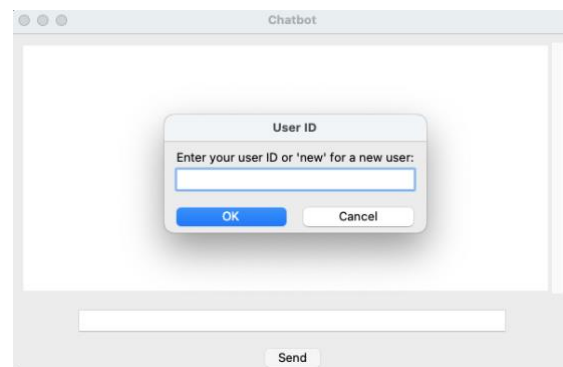 Chatbot
User ID
Enter your user ID or 'new' for a new user:
OK Cancel
Send